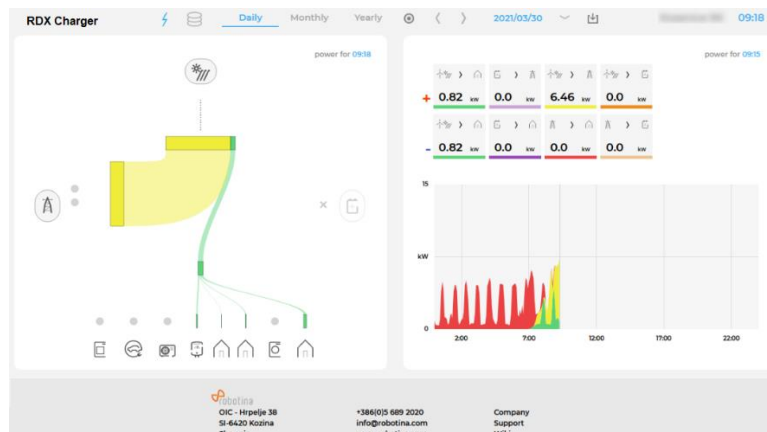 RDX Charger Daily Monthly Yearly 2021/03/30 09:18
power for 09:18
power for 09:15
+ 0.82 kW 0.0 kW 6.46 kW 0.0 kW
- 0.82 kW 0.0 kW 0.0 kW 0.0 kW
15
kW
0
2:00 7:00 12:00 17:00 22:00
robotina
OIC - Hrpelje 38 +386(0)5 689 2020 Company
SI-6420 Kozina info@robotina.com Support